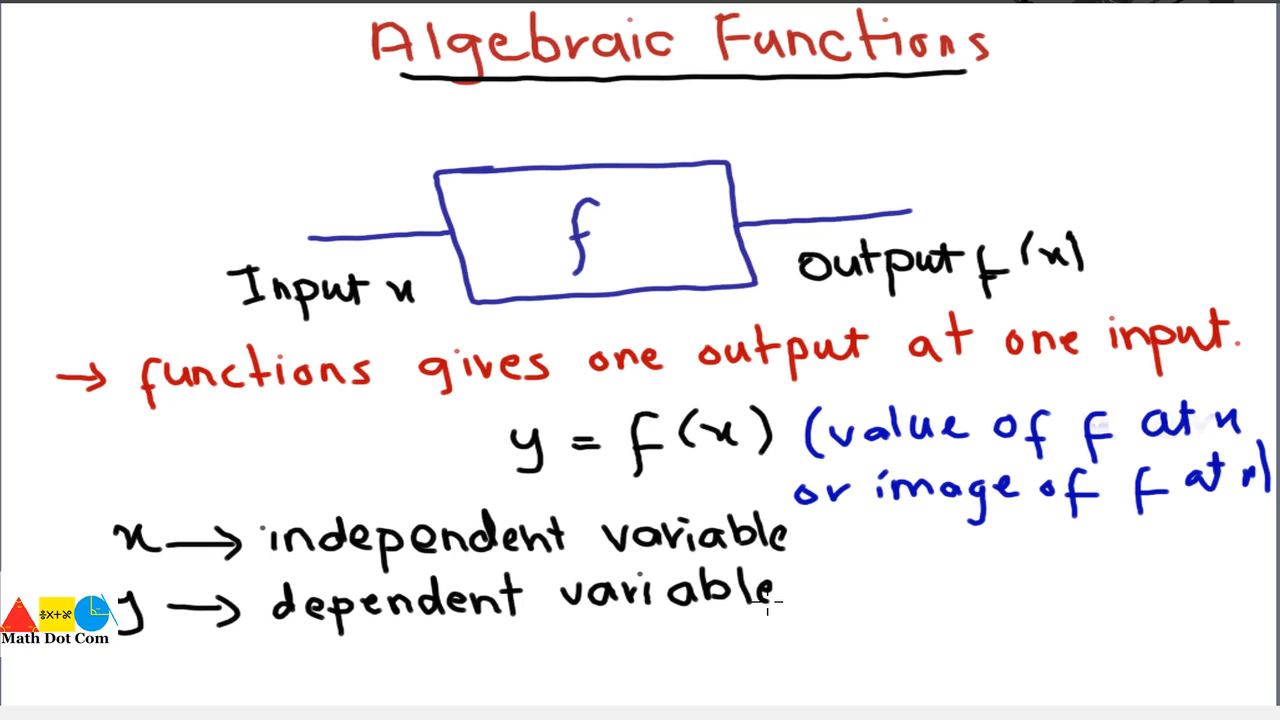 Algebraic Functions
f
Input x
Output f(x)
→ functions gives one output at one input.
y = f(x) (value of f at x
or image of f at x)
x → independent variable
y → dependent variable
Math Dot Com